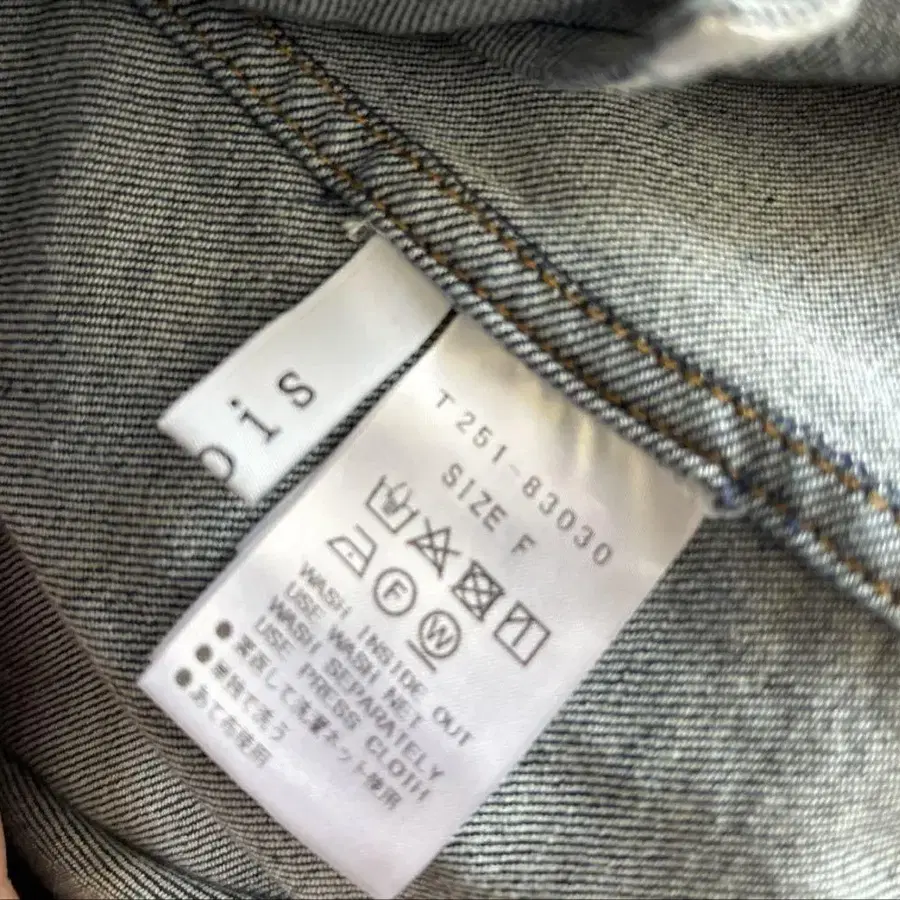 ois
T251-83030
SIZE F
F
W
WASH INSIDE OUT
USE WASH NET
WASH SEPARATELY
USE PRESS CLOTH
●裏返して洗濯ネット使用
●単独で洗う
●あて布使用